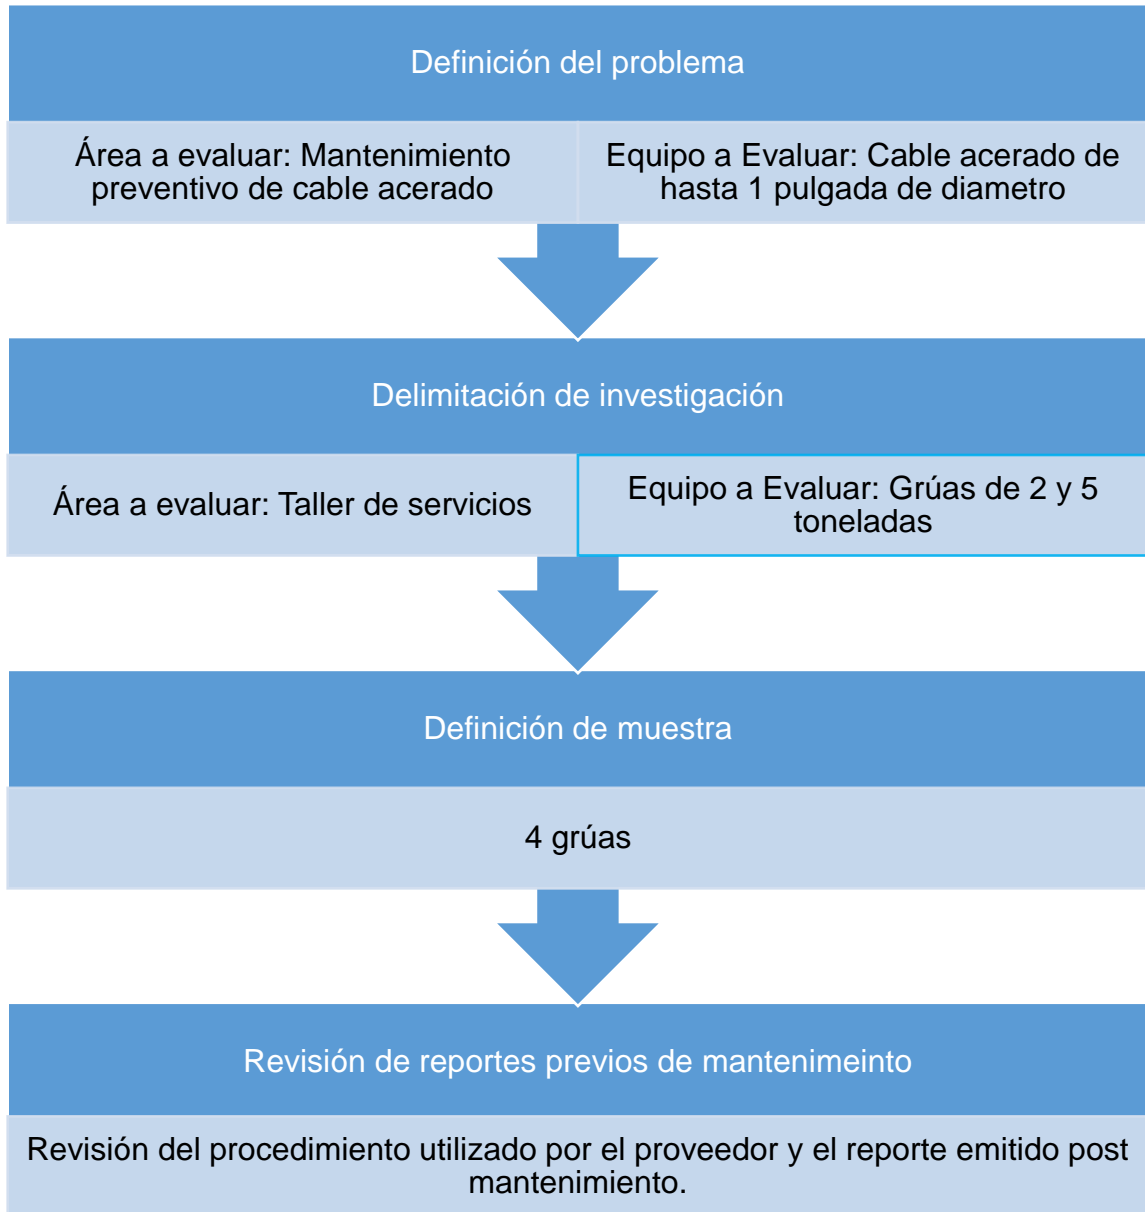 Definición del problema
Área a evaluar: Mantenimiento
preventivo de cable acerado
Equipo a Evaluar: Cable acerado de
hasta 1 pulgada de diametro
Delimitación de investigación
Área a evaluar: Taller de servicios
Equipo a Evaluar: Grúas de 2 y 5
toneladas
Definición de muestra
4 grúas
Revisión de reportes previos de mantenimeinto
Revisión del procedimiento utilizado por el proveedor y el reporte emitido post
mantenimiento.